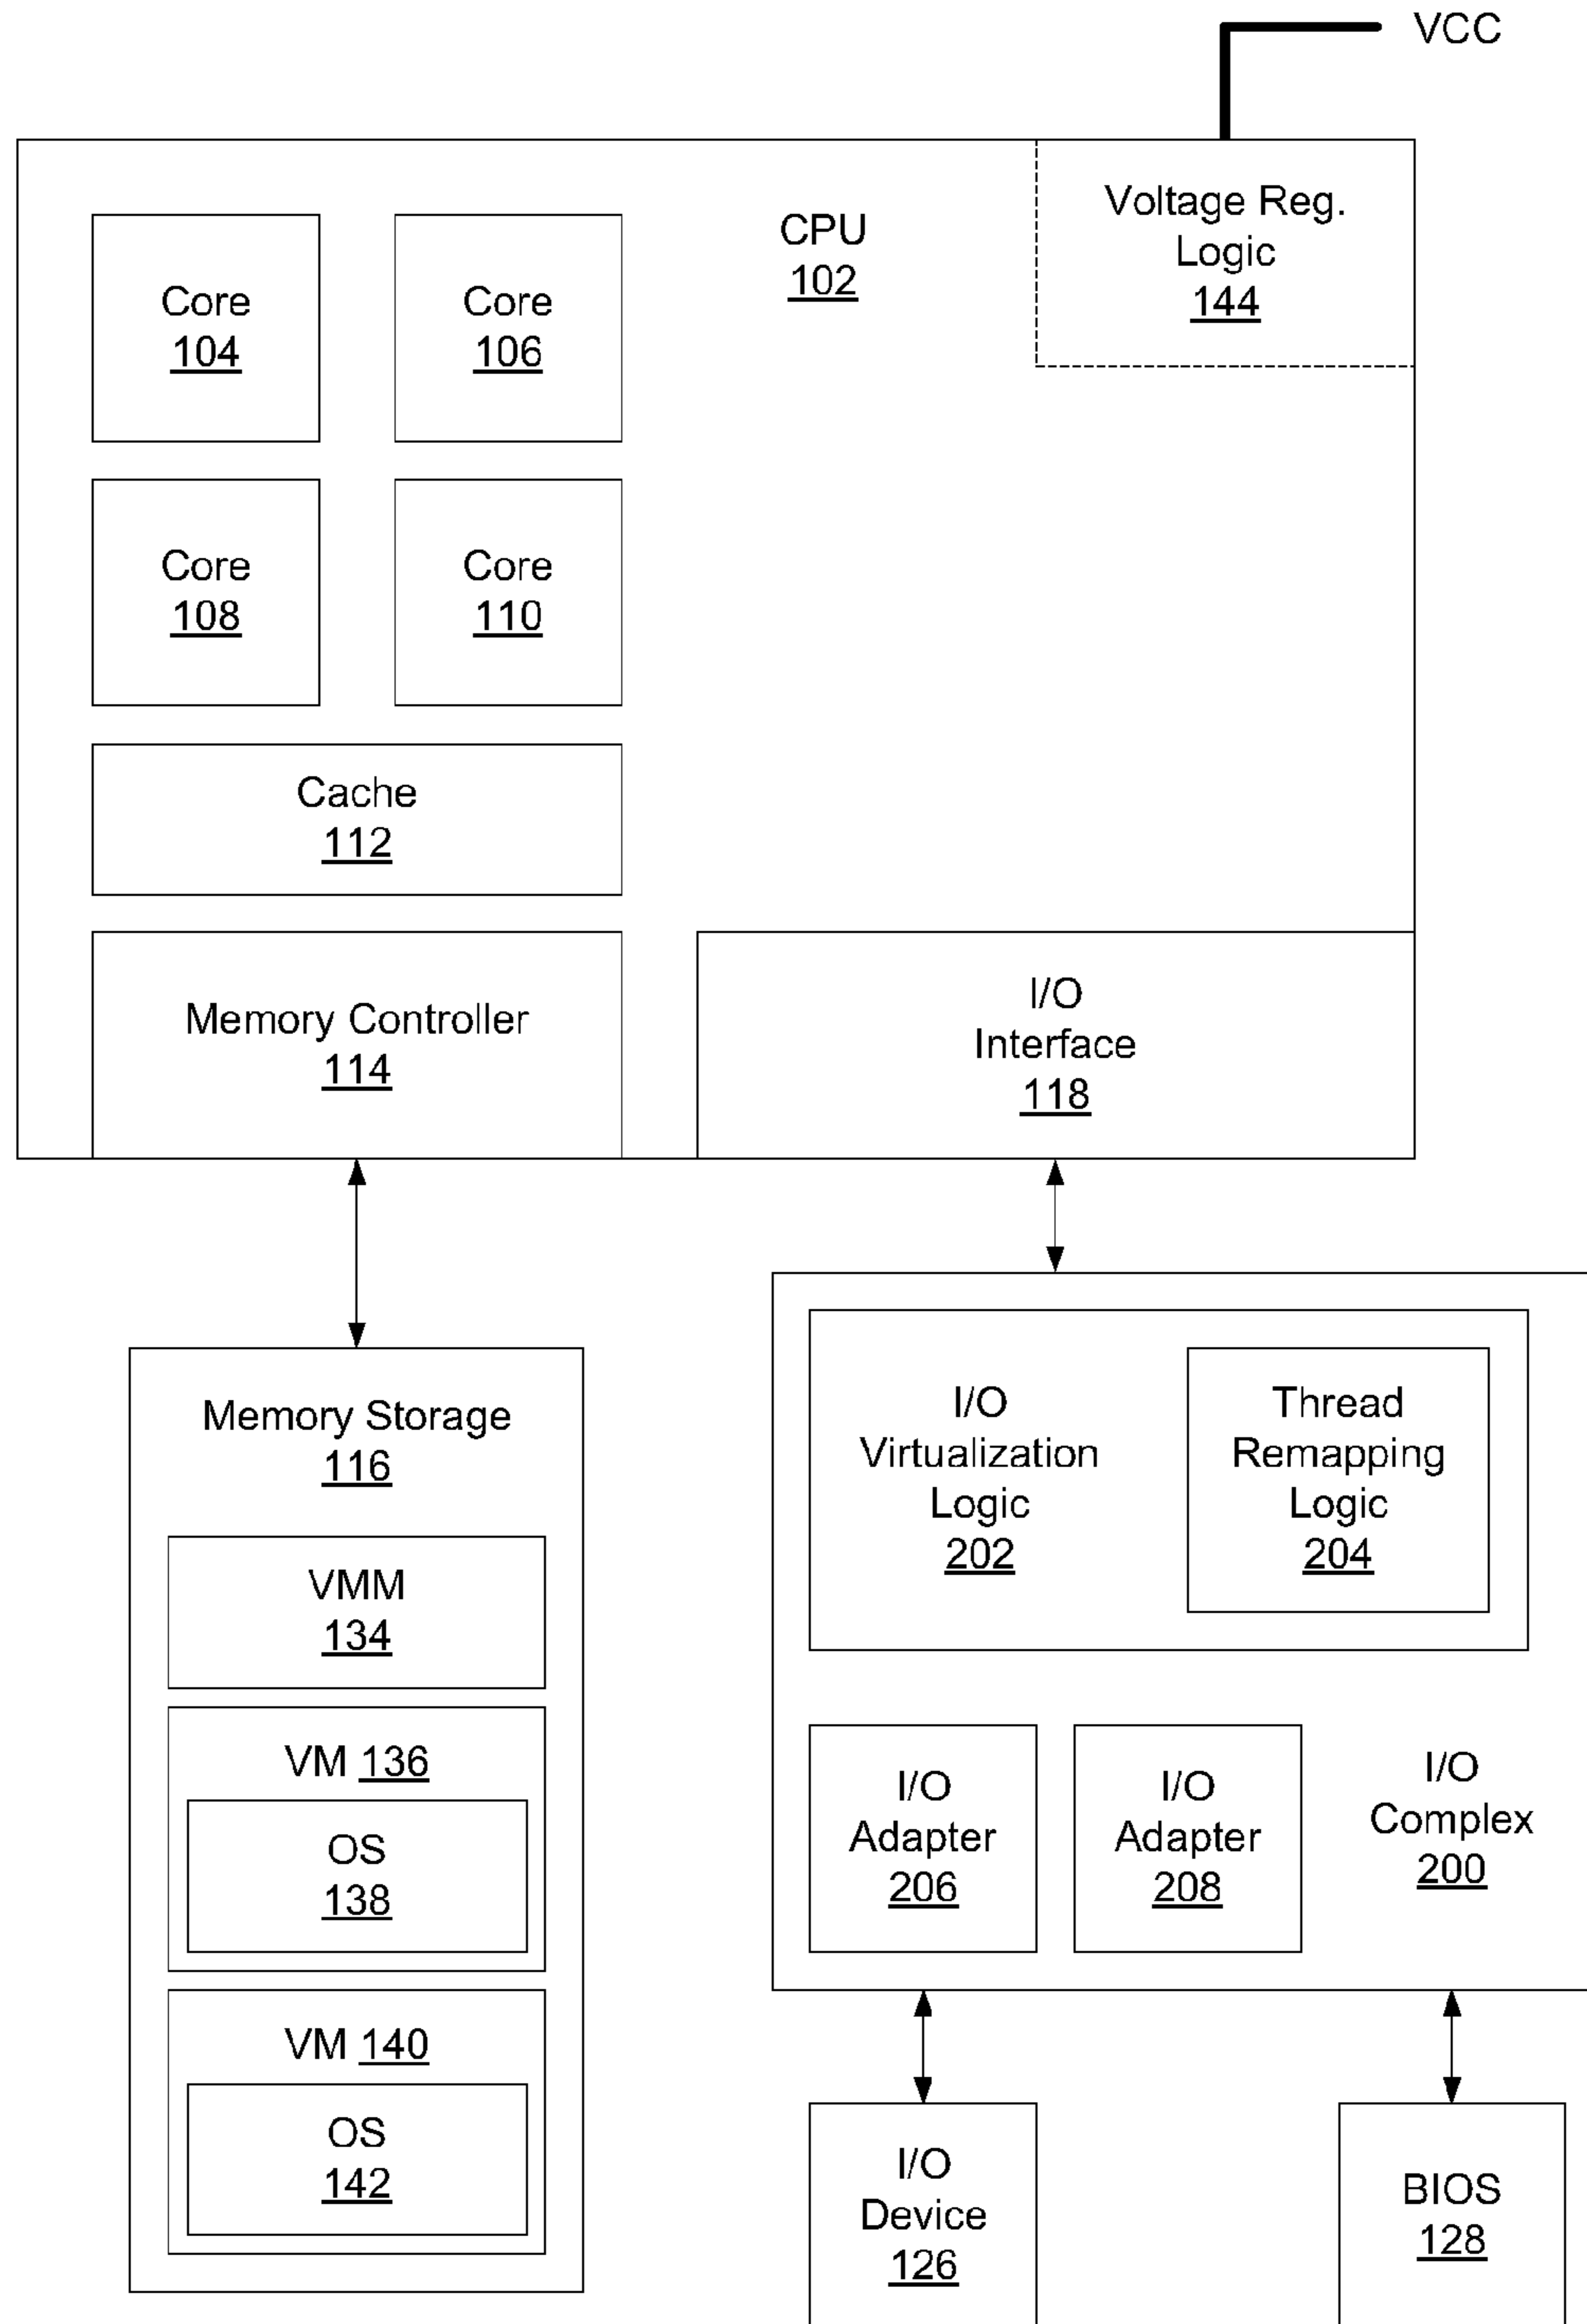 VCC
Voltage Reg.
Logic
144
CPU
102
Core
104
Core
106
Core
108
Core
110
Cache
112
Memory Controller
114
I/O
Interface
118
Memory Storage
116
VMM
134
VM 136
OS
138
VM 140
OS
142
I/O
Virtualization
Logic
202
Thread
Remapping
Logic
204
I/O
Adapter
206
I/O
Adapter
208
I/O
Complex
200
I/O
Device
126
BIOS
128